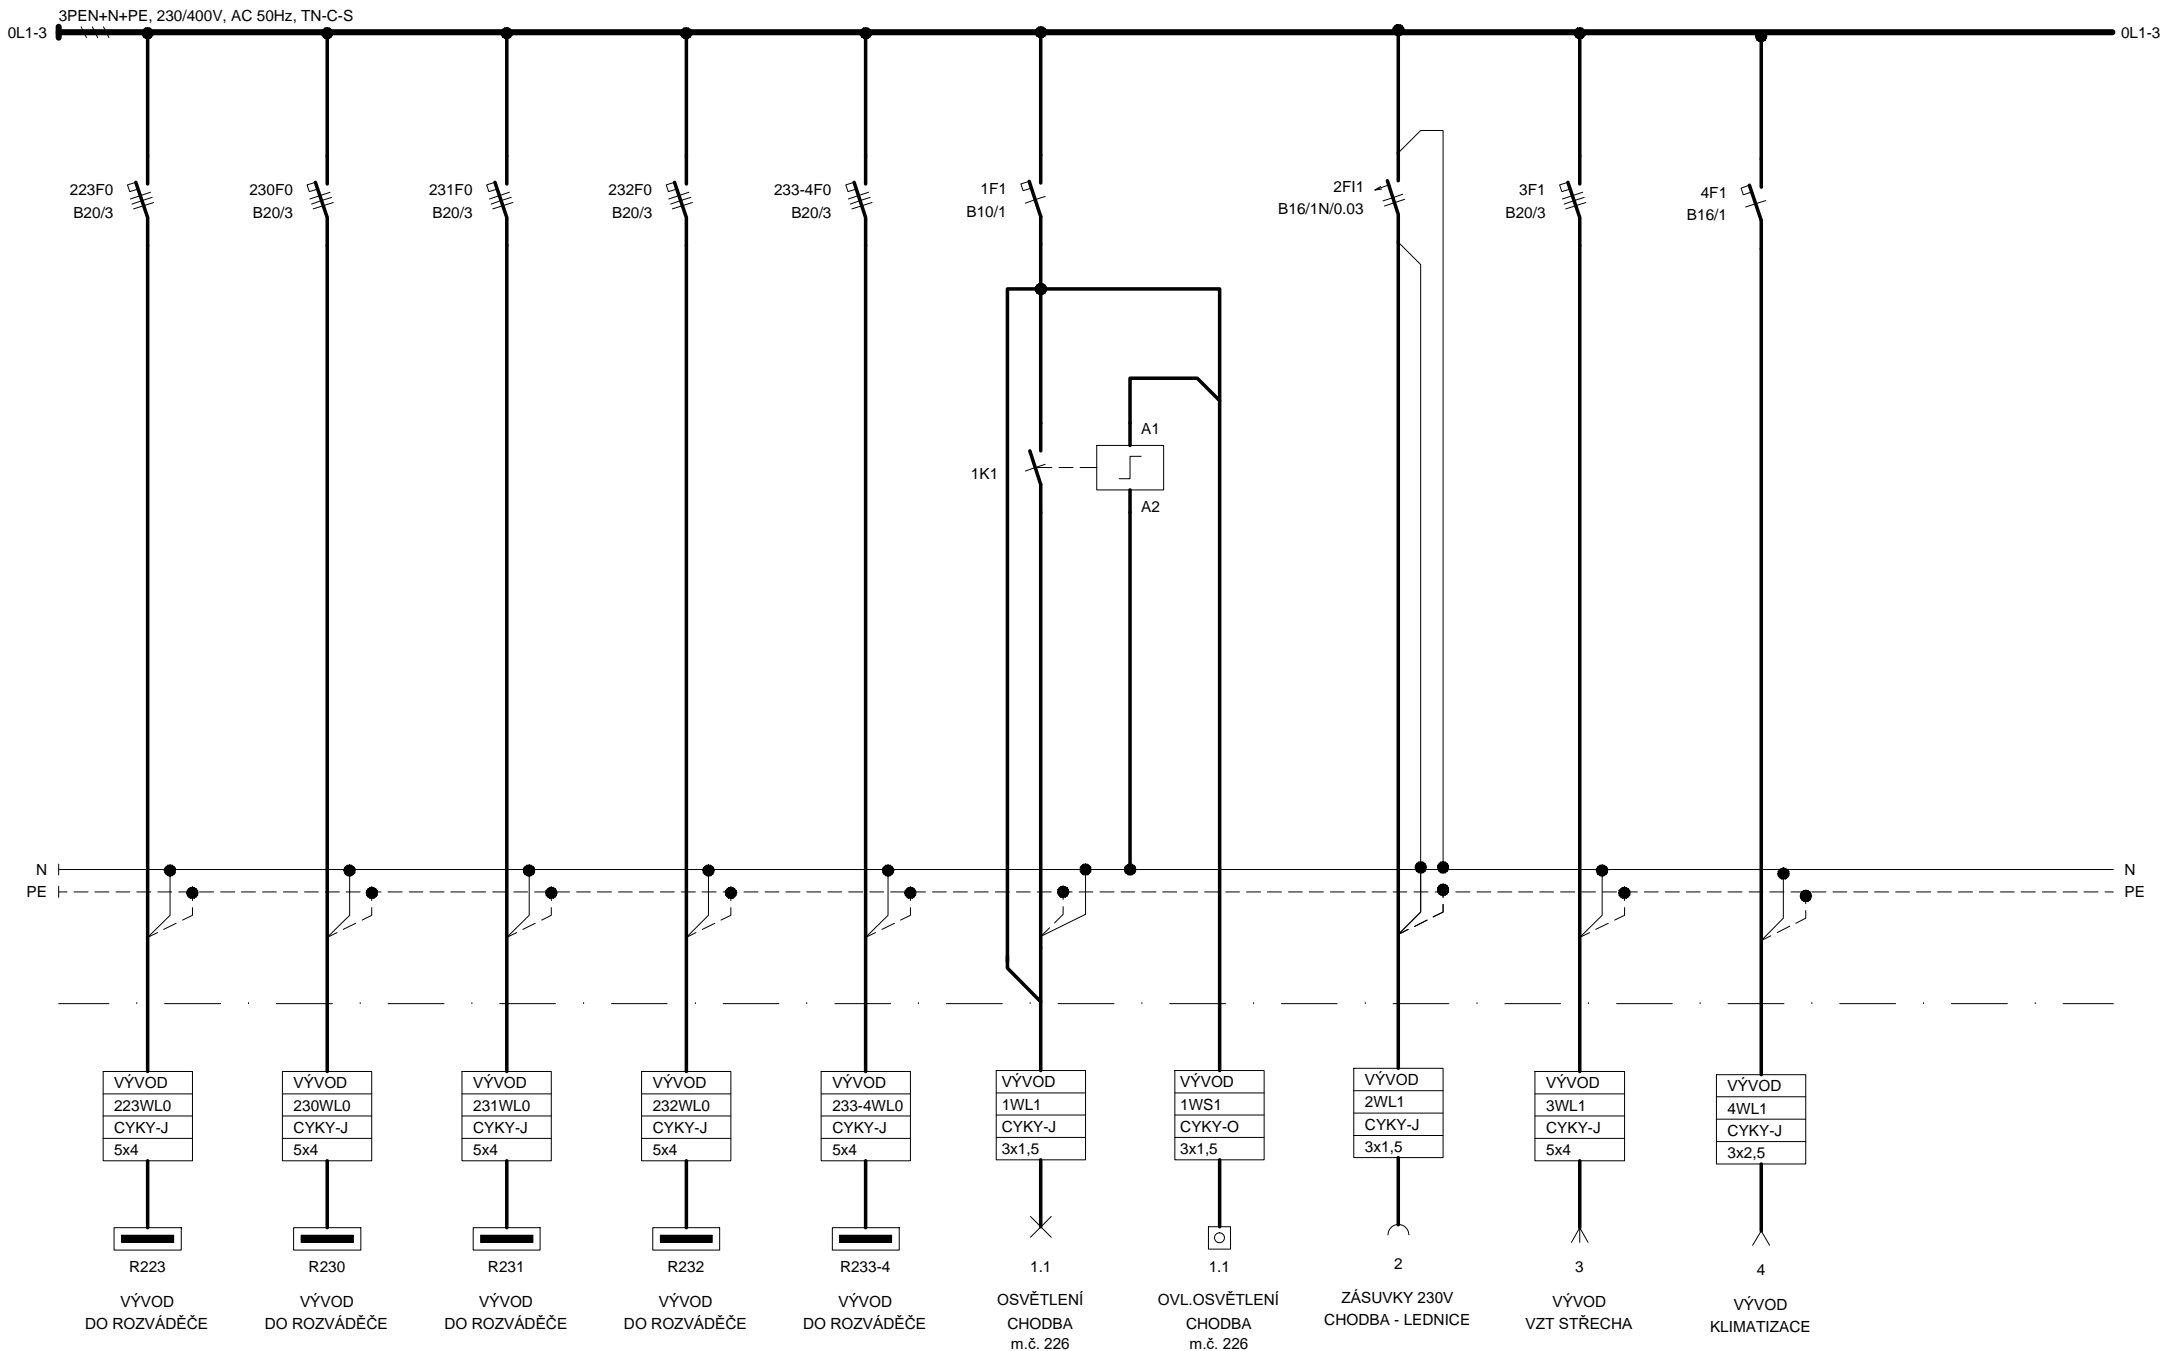 3PEN+N+PE, 230/400V, AC 50Hz, TN-C-S
0L1-3
0L1-3
223F0
B20/3
230F0
B20/3
231F0
B20/3
232F0
B20/3
233-4F0
B20/3
1F1
B10/1
2FI1
B16/1N/0.03
3F1
B20/3
4F1
B16/1
A1
1K1
A2
N
N
PE
PE
VÝVOD
223WL0
CYKY-J
5x4
VÝVOD
230WL0
CYKY-J
5x4
VÝVOD
231WL0
CYKY-J
5x4
VÝVOD
232WL0
CYKY-J
5x4
VÝVOD
233-4WL0
CYKY-J
5x4
VÝVOD
1WL1
CYKY-J
3x1,5
VÝVOD
1WS1
CYKY-O
3x1,5
VÝVOD
2WL1
CYKY-J
3x1,5
VÝVOD
3WL1
CYKY-J
5x4
VÝVOD
4WL1
CYKY-J
3x2,5
R223
VÝVOD
DO ROZVÁDĚČE
R230
VÝVOD
DO ROZVÁDĚČE
R231
VÝVOD
DO ROZVÁDĚČE
R232
VÝVOD
DO ROZVÁDĚČE
R233-4
VÝVOD
DO ROZVÁDĚČE
1.1
OSVĚTLENÍ
CHODBA
m.č. 226
1.1
OVL.OSVĚTLENÍ
CHODBA
m.č. 226
2
ZÁSUVKY 230V
CHODBA - LEDNICE
3
VÝVOD
VZT STŘECHA
4
VÝVOD
KLIMATIZACE